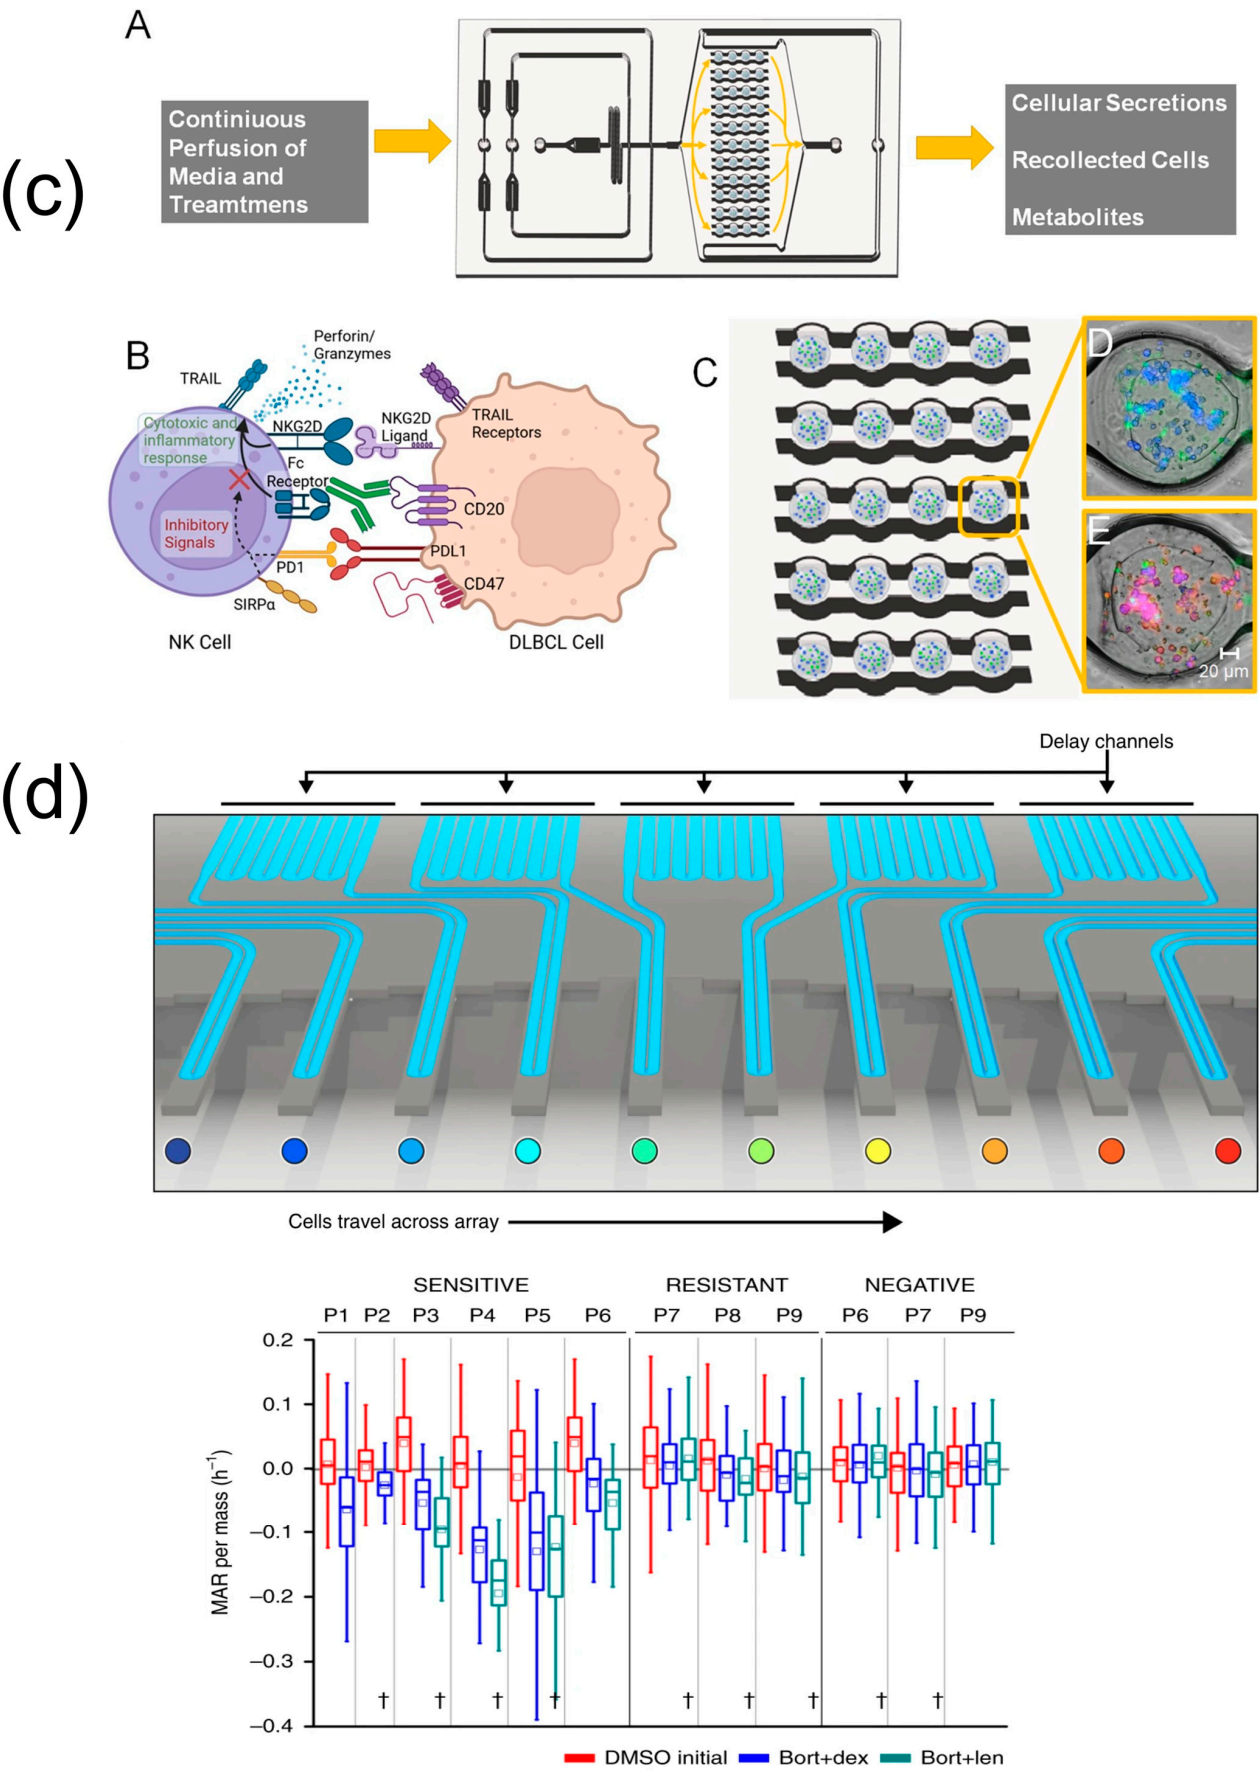 A
(c)
Continiuous
Perfusion of
Media and
Treamtmens
Cellular Secretions
Recollected Cells
Metabolites
B
Perforin/
Granzymes
TRAIL
Cytotoxic and
inflammatory
response
NKG2D
NKG2D
Ligand
TRAIL
Receptors
Fc
Receptor
CD20
Inhibitory
Signals
PD1
PDL1
CD47
SIRPα
NK Cell
DLBCL Cell
C
D
E
20 µm
(d)
Delay channels
Cells travel across array
SENSITIVE RESISTANT NEGATIVE
P1 P2 P3 P4 P5 P6 P7 P8 P9 P6 P7 P9
MAR per mass (h⁻¹)
0.2
0.1
0.0
−0.1
−0.2
−0.3
−0.4
† † † † † † † † †
DMSO initial Bort+dex Bort+len